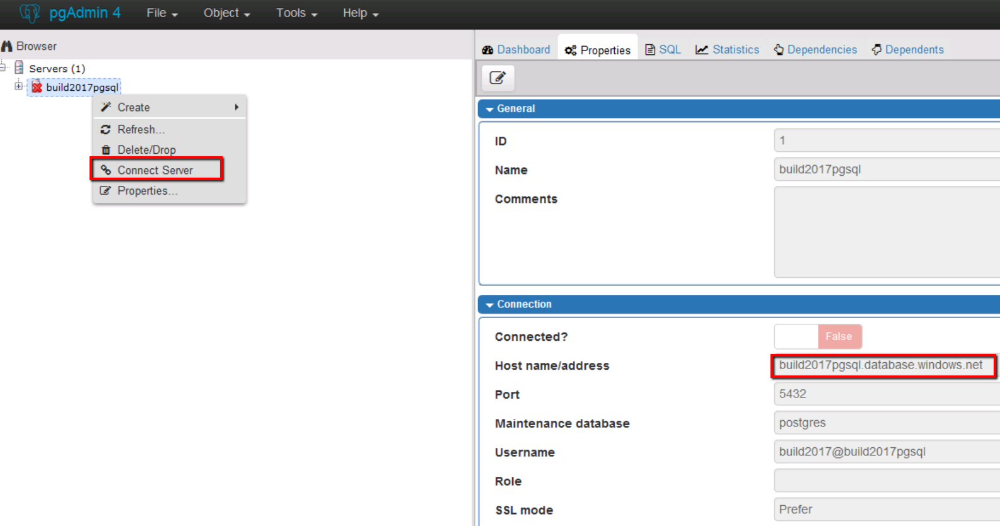 pgAdmin 4 File Object Tools Help
Browser
Servers (1)
build2017pgsql
Create
Refresh...
Delete/Drop
Connect Server
Properties...
Dashboard Properties SQL Statistics Dependencies Dependents
General
ID 1
Name build2017pgsql
Comments
Connection
Connected? False
Host name/address build2017pgsql.database.windows.net
Port 5432
Maintenance database postgres
Username build2017@build2017pgsql
Role
SSL mode Prefer